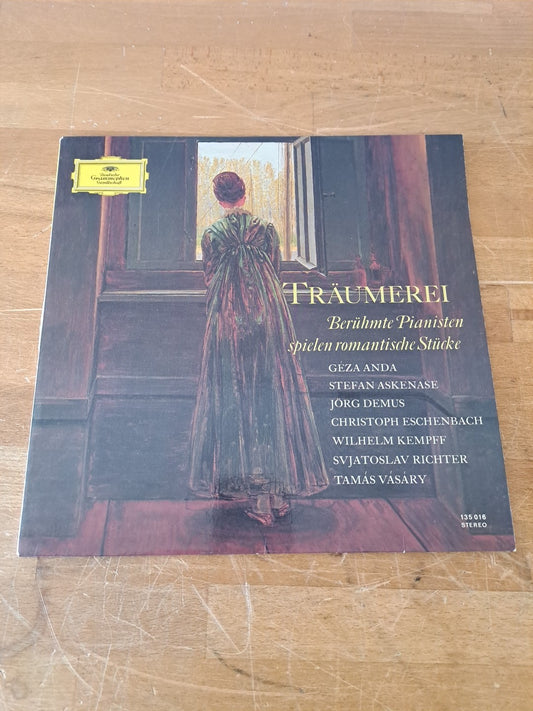 Deutsche
Grammophon
Gesellschaft
TRÄUMEREI
Berühmte Pianisten
spielen romantische Stücke
GÉZA ANDA
STEFAN ASKENASE
JÖRG DEMUS
CHRISTOPH ESCHENBACH
WILHELM KEMPFF
SVJATOSLAV RICHTER
TAMÁS VÁSÁRY
135 016
STEREO